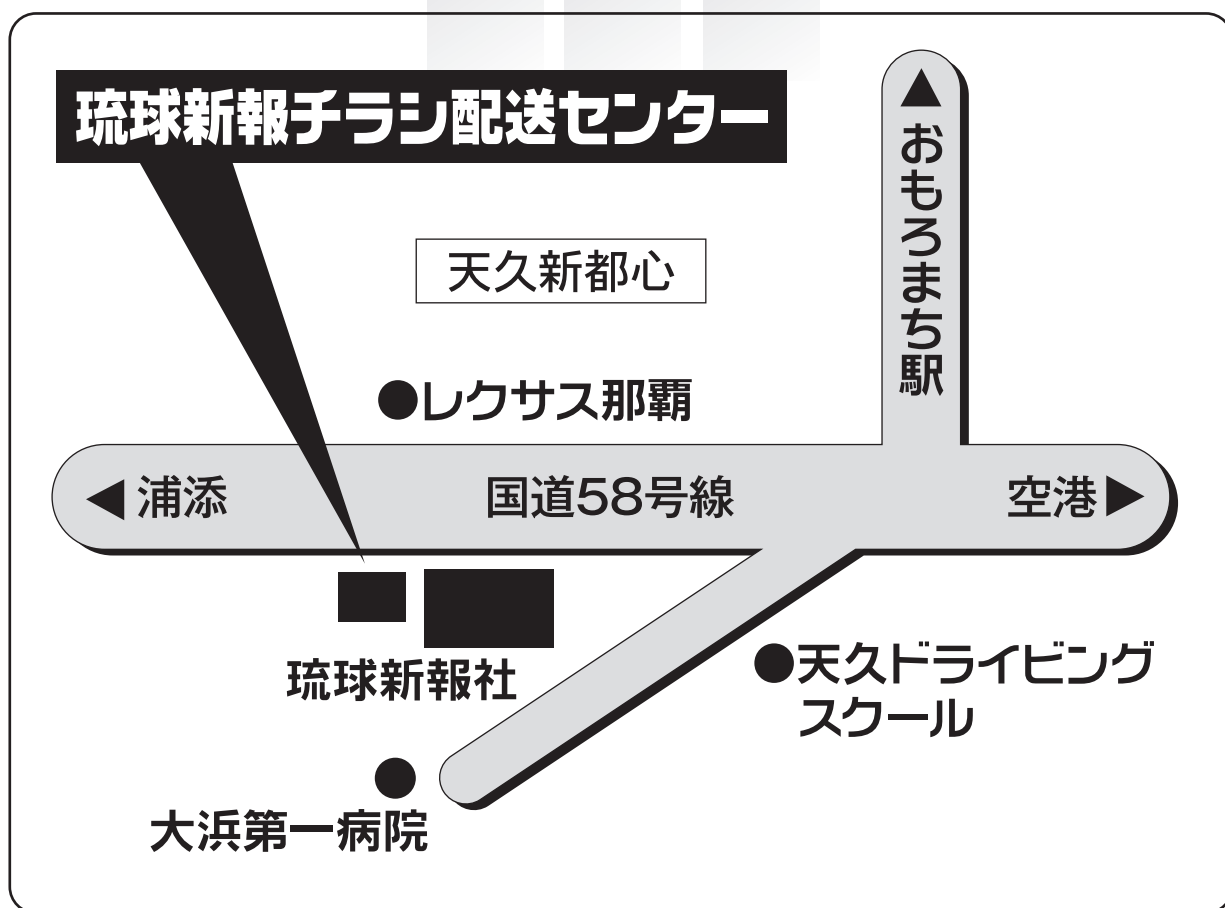 琉球新報チラシ配送センター
▲おもろまち駅
天久新都心
●レクサス那覇
◀浦添
国道58号線
空港▶
琉球新報社
●天久ドライビング
スクール
大浜第一病院